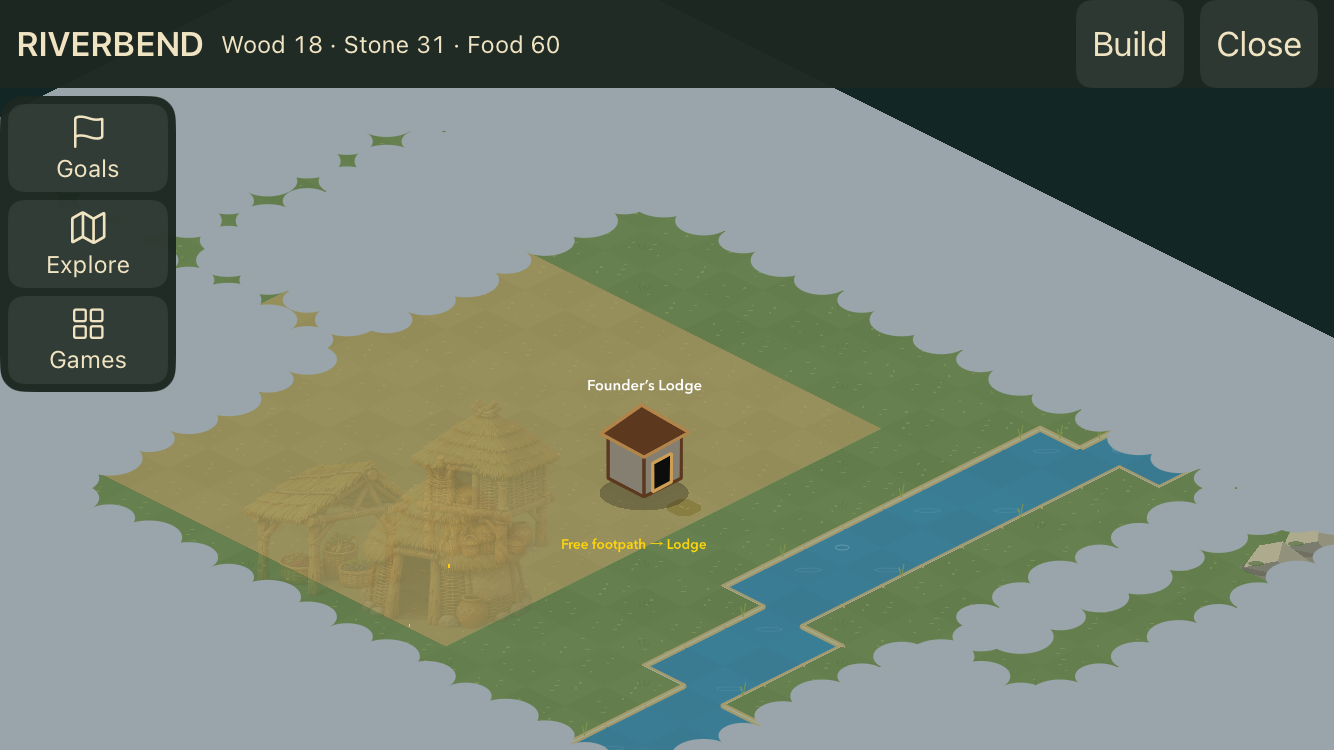 RIVERBEND Wood 18 · Stone 31 · Food 60 Build Close
Goals
Explore
Games
Founder’s Lodge
Free footpath → Lodge